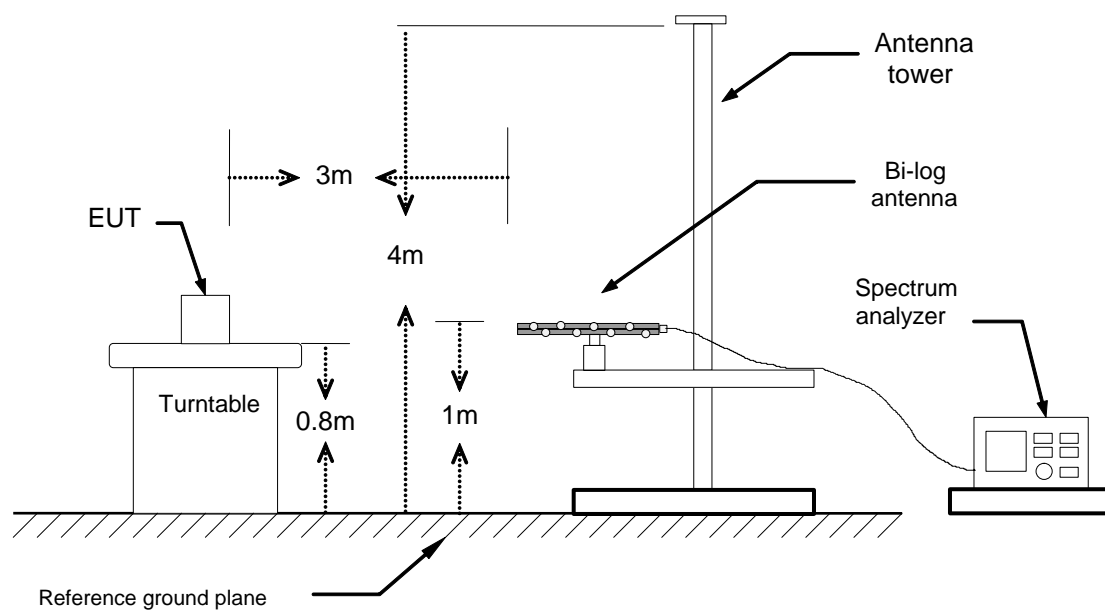 Antenna
tower
3m
Bi-log
antenna
EUT
4m
Spectrum
analyzer
Turntable
0.8m
1m
Reference ground plane